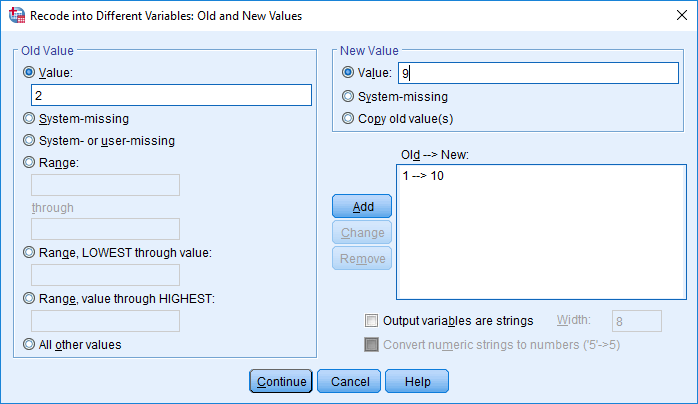 Recode into Different Variables: Old and New Values
Old Value
Value:
2
System-missing
System- or user-missing
Range:
through
Range, LOWEST through value:
Range, value through HIGHEST:
All other values
New Value
Value: 9
System-missing
Copy old value(s)
Old --> New:
1 --> 10
Add
Change
Remove
Output variables are strings Width: 8
Convert numeric strings to numbers ('5'->5)
Continue Cancel Help